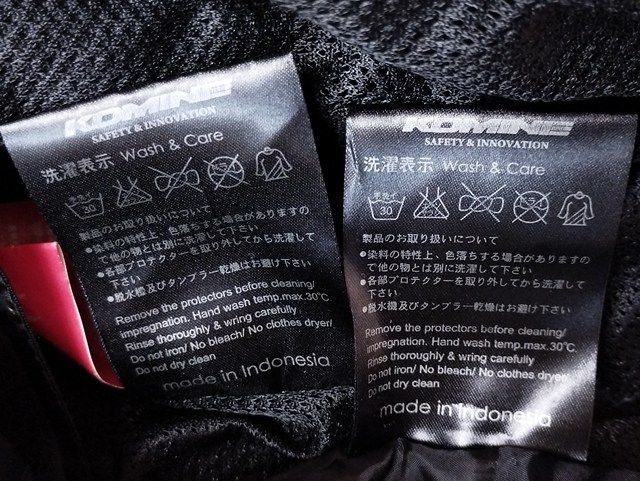 KOMINE
SAFETY & INNOVATION
洗濯表示 Wash & Care
手洗イ
30
製品のお取り扱いについて
●染料の特性上、色落ちする場合がありますの
で他の物とは別に洗濯して下さい
●各部プロテクターを取り外してから洗濯して
下さい
●脱水機及びタンブラー乾燥はお避け下さい
Remove the protectors before cleaning/
impregnation. Hand wash temp.max.30°C
Rinse thoroughly & wring carefully
Do not iron/ No bleach/ No clothes dryer/
Do not dry clean
made in Indonesia
KOMINE
SAFETY & INNOVATION
洗濯表示 Wash & Care
手洗イ
30
製品のお取り扱いについて
●染料の特性上、色落ちする場合がありますの
で他の物とは別に洗濯して下さい
●各部プロテクターを取り外してから洗濯して
下さい
●脱水機及びタンブラー乾燥はお避け下さい
Remove the protectors before cleaning/
impregnation. Hand wash temp.max.30°C
Rinse thoroughly & wring carefully
Do not iron/ No bleach/ No clothes dryer/
Do not dry clean
made in Indonesia